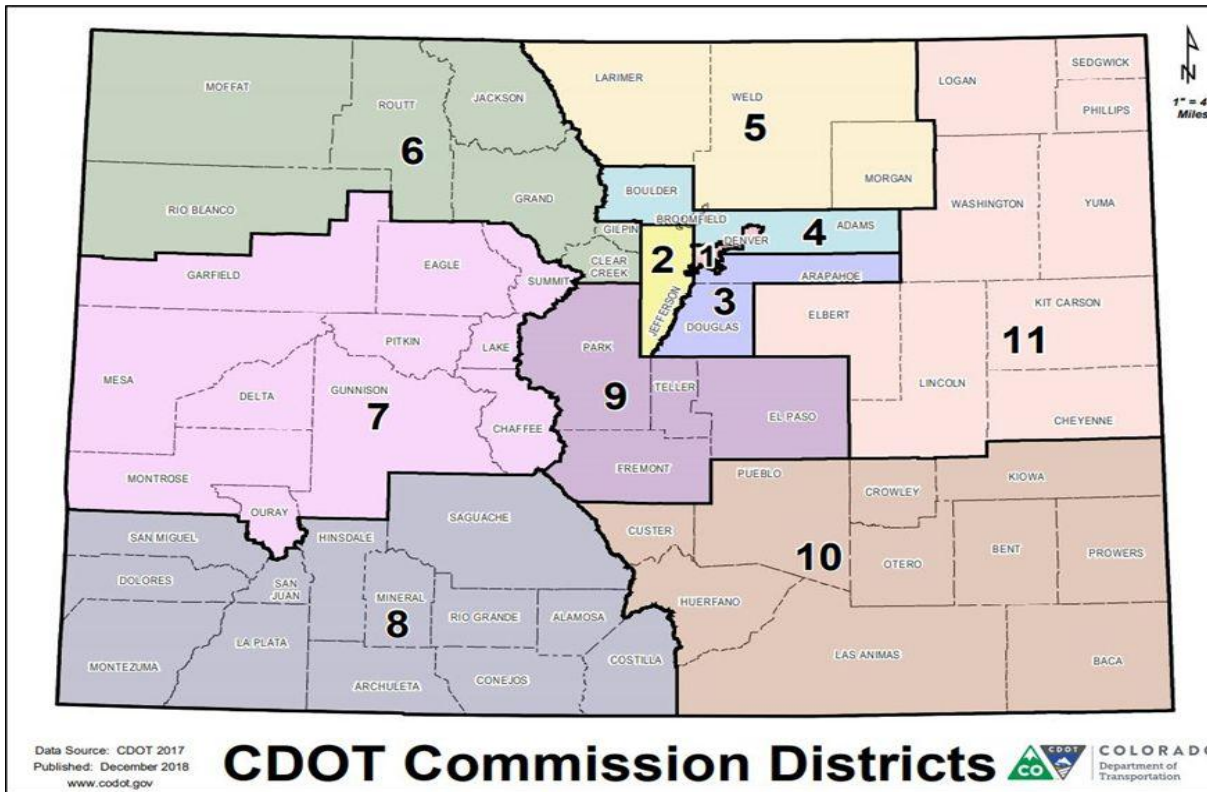 N
1" = 4
Miles
MOFFAT
ROUTT
JACKSON
LARIMER
WELD
LOGAN
SEDGWICK
PHILLIPS
6
5
RIO BLANCO
GRAND
BOULDER
MORGAN
WASHINGTON
YUMA
GILPIN
BROOMFIELD
DENVER
4
ADAMS
GARFIELD
EAGLE
SUMMIT
CLEAR
CREEK
2
1
ARAPAHOE
JEFFERSON
3
DOUGLAS
ELBERT
KIT CARSON
11
PITKIN
LAKE
PARK
MESA
DELTA
GUNNISON
7
9
TELLER
LINCOLN
CHAFFEE
EL PASO
CHEYENNE
MONTROSE
FREMONT
PUEBLO
KIOWA
OURAY
SAGUACHE
CROWLEY
SAN MIGUEL
HINSDALE
CUSTER
10
OTERO
BENT
PROWERS
DOLORES
SAN
JUAN
MINERAL
8
RIO GRANDE
ALAMOSA
HUERFANO
LA PLATA
MONTEZUMA
ARCHULETA
CONEJOS
COSTILLA
LAS ANIMAS
BACA
Data Source: CDOT 2017
Published: December 2018
www.codot.gov
CDOT Commission Districts
CO
CDOT
COLORADO
Department of
Transportation